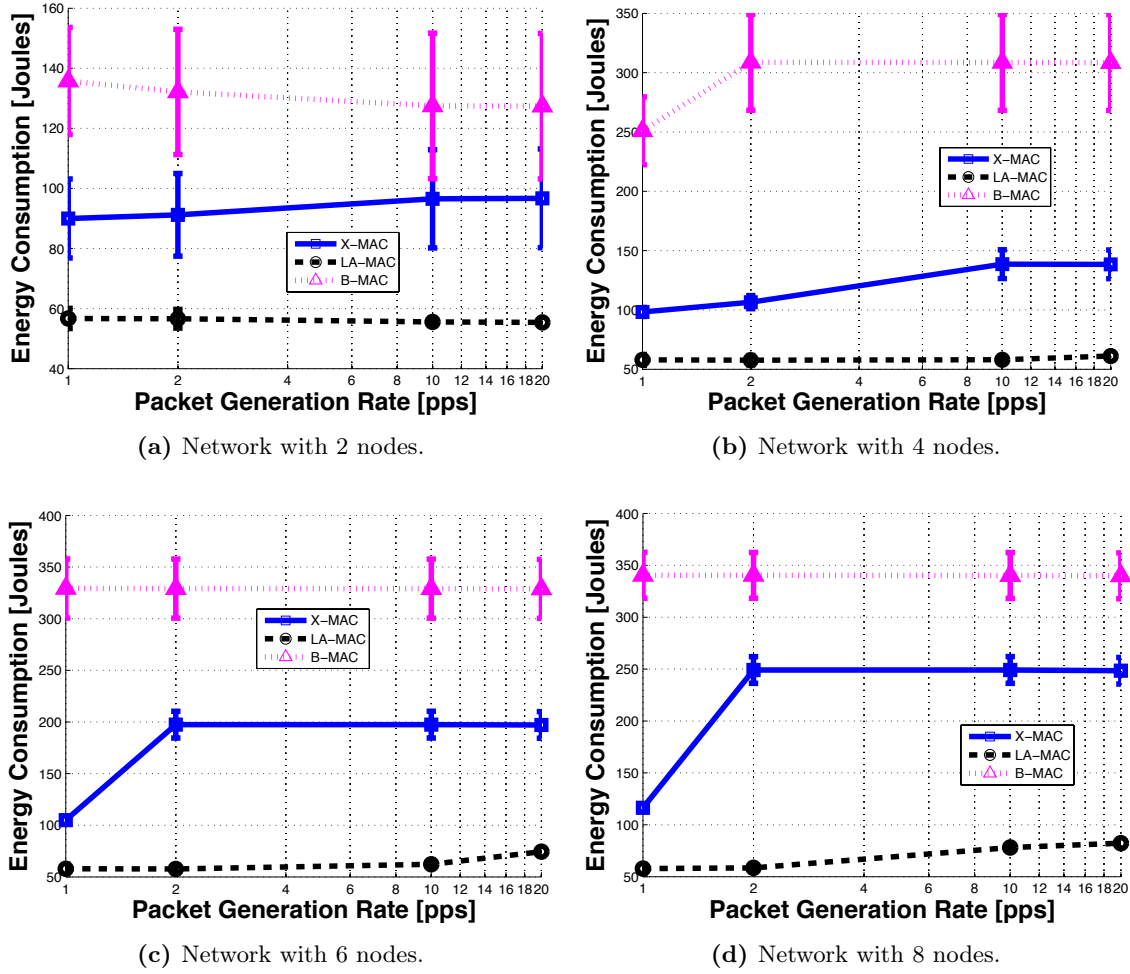 160
140
120
100
80
60
40
Energy Consumption [Joules]
X-MAC
LA-MAC
B-MAC
1 2 4 6 8 10 12 14 16 18 20
Packet Generation Rate [pps]
(a) Network with 2 nodes.
350
300
250
200
150
100
50
Energy Consumption [Joules]
X-MAC
LA-MAC
B-MAC
1 2 4 6 8 10 12 14 16 18 20
Packet Generation Rate [pps]
(b) Network with 4 nodes.
400
350
300
250
200
150
100
50
Energy Consumption [Joules]
X-MAC
LA-MAC
B-MAC
1 2 4 6 8 10 12 14 16 18 20
Packet Generation Rate [pps]
(c) Network with 6 nodes.
400
350
300
250
200
150
100
50
Energy Consumption [Joules]
X-MAC
LA-MAC
B-MAC
1 2 4 6 8 10 12 14 16 18 20
Packet Generation Rate [pps]
(d) Network with 8 nodes.